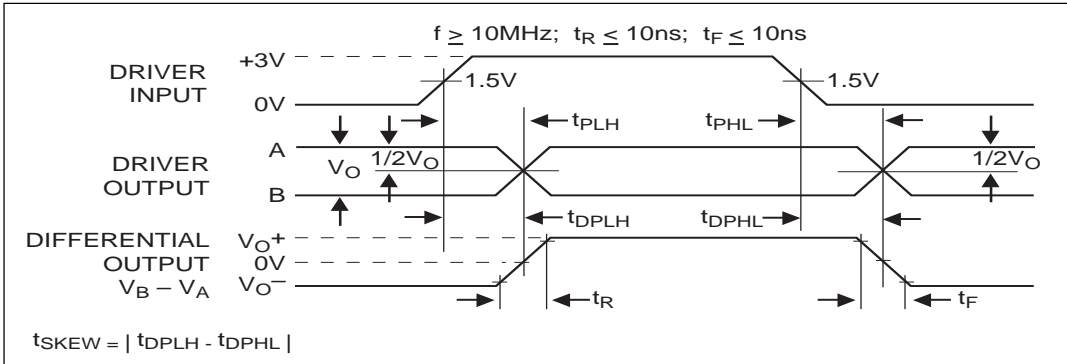 f ≥ 10MHz; tR ≤ 10ns; tF ≤ 10ns
+3V
DRIVER
INPUT
1.5V
1.5V
0V
tPLH
tPHL
A
DRIVER
OUTPUT
VO
1/2VO
1/2VO
B
tDPLH
tDPHL
DIFFERENTIAL
OUTPUT
VB – VA
VO+
0V
VO–
tR
tF
tSKEW = | tDPLH - tDPHL |